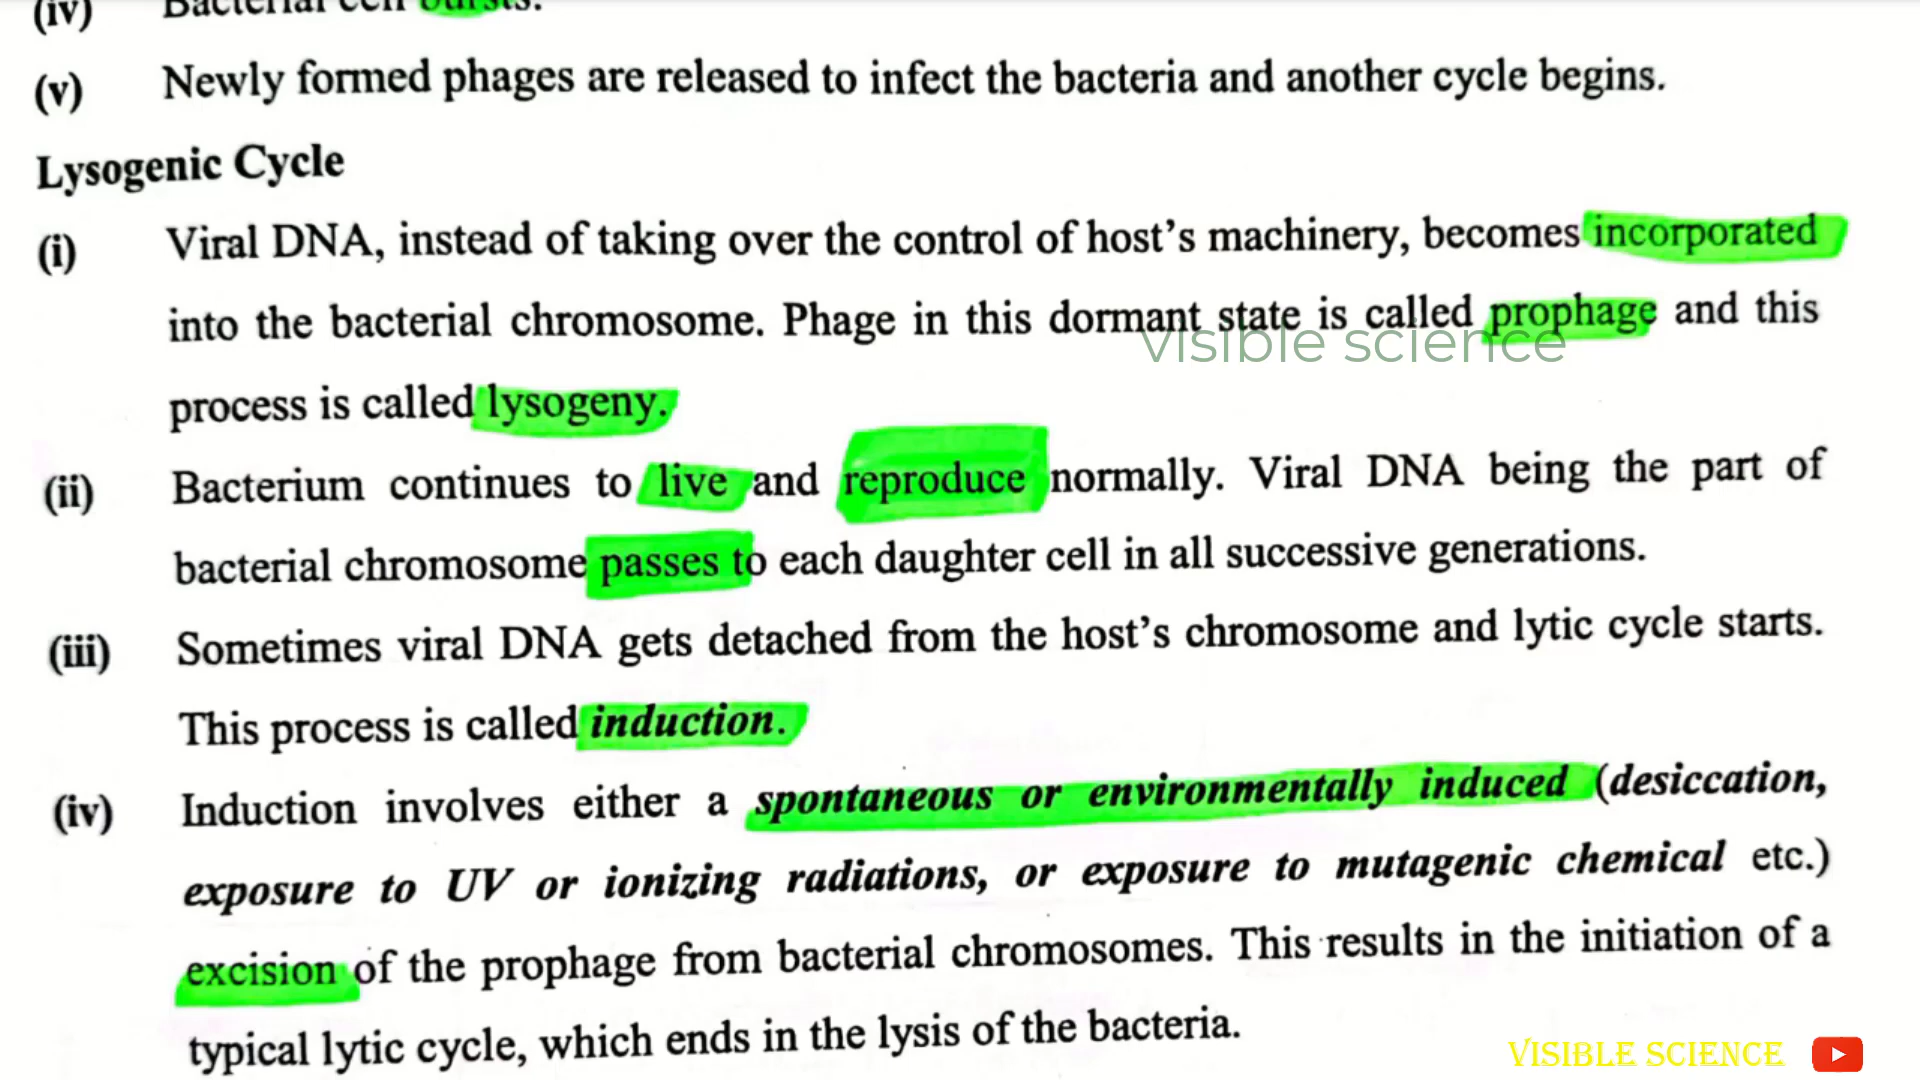 (iv) Bacterial cell bursts.
(v) Newly formed phages are released to infect the bacteria and another cycle begins.
Lysogenic Cycle
(i) Viral DNA, instead of taking over the control of host’s machinery, becomes incorporated
into the bacterial chromosome. Phage in this dormant state is called prophage and this
visible science
process is called lysogeny.
(ii) Bacterium continues to live and reproduce normally. Viral DNA being the part of
bacterial chromosome passes to each daughter cell in all successive generations.
(iii) Sometimes viral DNA gets detached from the host’s chromosome and lytic cycle starts.
This process is called induction.
(iv) Induction involves either a spontaneous or environmentally induced (desiccation,
exposure to UV or ionizing radiations, or exposure to mutagenic chemical etc.)
excision of the prophage from bacterial chromosomes. This results in the initiation of a
typical lytic cycle, which ends in the lysis of the bacteria.
VISIBLE SCIENCE